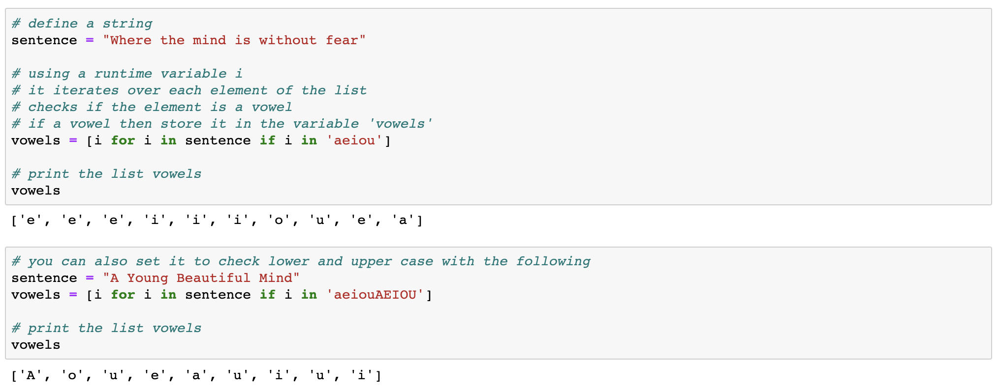 # define a string
sentence = "Where the mind is without fear"
# using a runtime variable i
# it iterates over each element of the list
# checks if the element is a vowel
# if a vowel then store it in the variable 'vowels'
vowels = [i for i in sentence if i in 'aeiou']
# print the list vowels
vowels
['e', 'e', 'e', 'i', 'i', 'i', 'o', 'u', 'e', 'a']
# you can also set it to check lower and upper case with the following
sentence = "A Young Beautiful Mind"
vowels = [i for i in sentence if i in 'aeiouAEIOU']
# print the list vowels
vowels
['A', 'o', 'u', 'e', 'a', 'u', 'i', 'u', 'i']